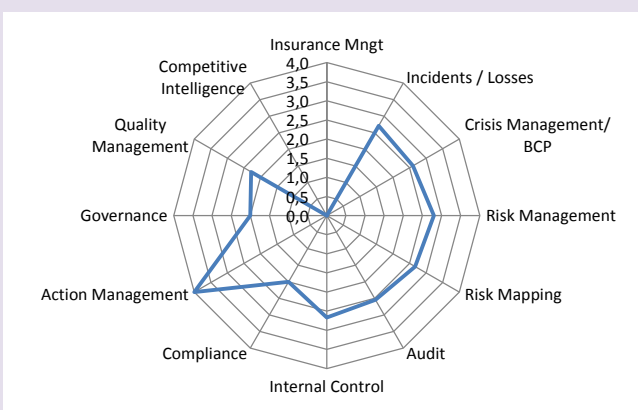 Insurance Mngt
Incidents / Losses
Crisis Management/
BCP
Risk Management
Risk Mapping
Audit
Internal Control
Compliance
Action Management
Governance
Quality
Management
Competitive
Intelligence
4,0
3,5
3,0
2,5
2,0
1,5
1,0
0,5
0,0